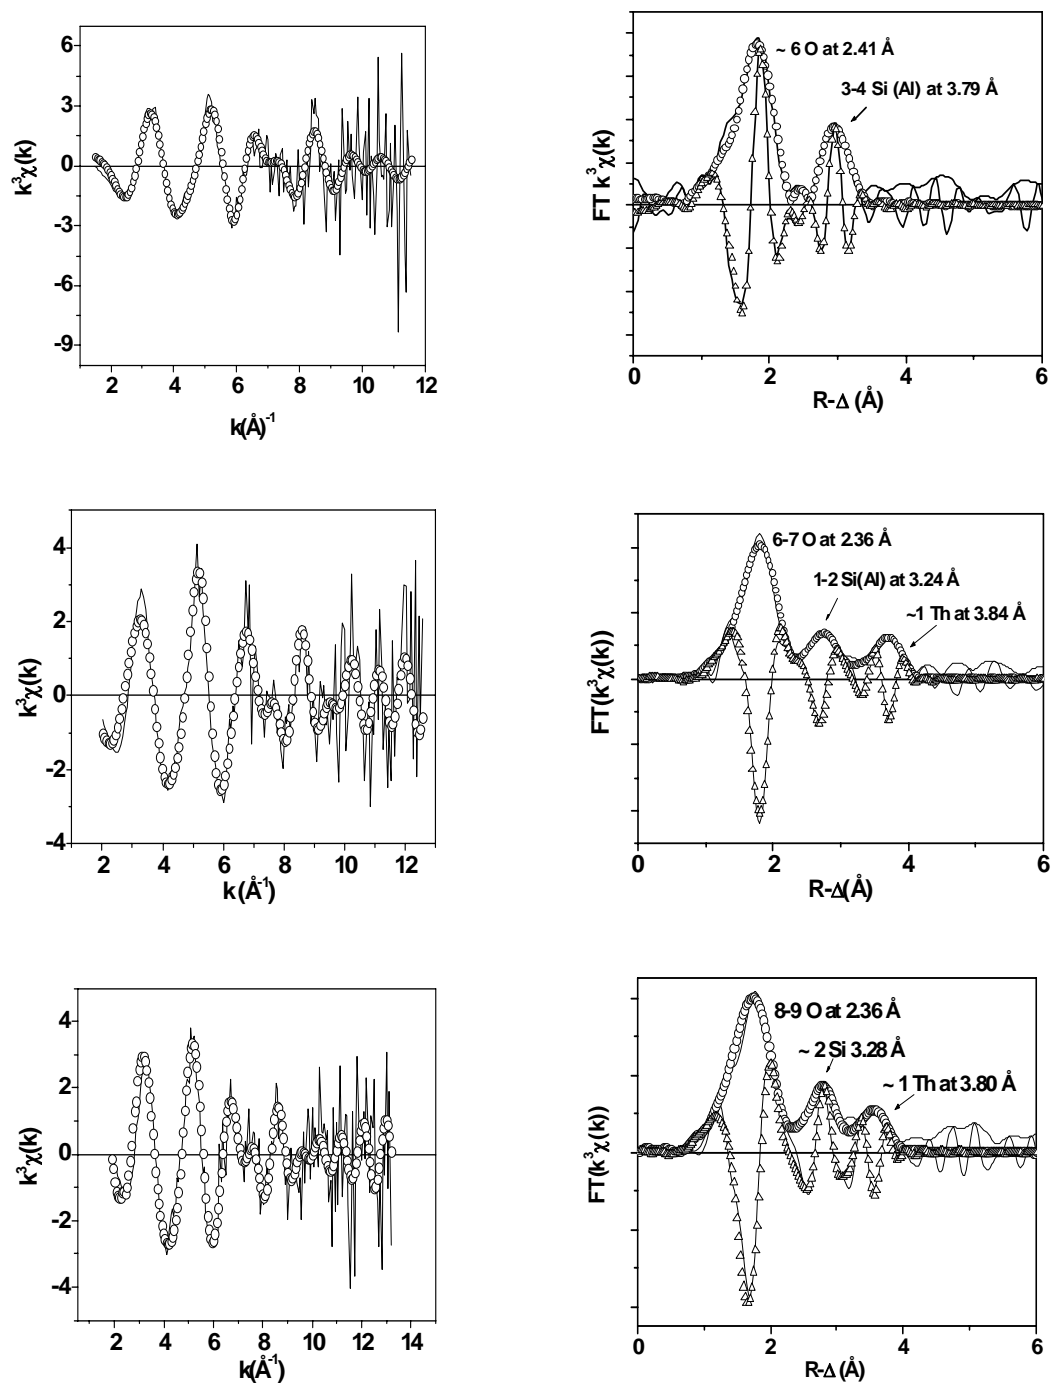 6
3
0
-3
-6
-9
k³χ(k)
2 4 6 8 10 12
k(Å)⁻¹
~ 6 O at 2.41 Å
3-4 Si (Al) at 3.79 Å
FT k³χ(k)
0 2 4 6
R-Δ (Å)
4
2
0
-2
-4
k³χ(k)
2 4 6 8 10 12
k (Å⁻¹)
6-7 O at 2.36 Å
1-2 Si(Al) at 3.24 Å
~1 Th at 3.84 Å
FT(k³χ(k))
0 2 4 6
R-Δ(Å)
4
2
0
-2
-4
k³χ(k)
2 4 6 8 10 12 14
k(Å⁻¹)
8-9 O at 2.36 Å
~ 2 Si 3.28 Å
~ 1 Th at 3.80 Å
FT(k³χ(k))
0 2 4 6
R-Δ (Å)